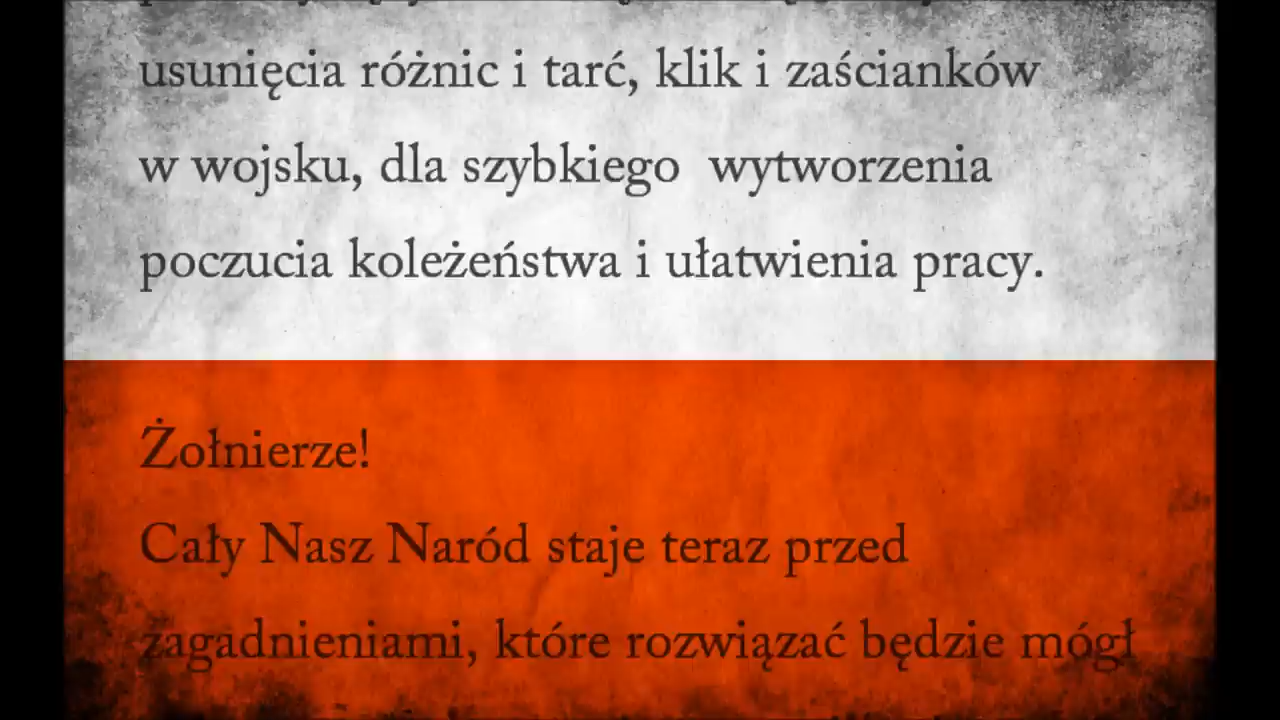 usunięcia różnic i tarć, klik i zaścianków
w wojsku, dla szybkiego wytworzenia
poczucia koleżeństwa i ułatwienia pracy.
Żołnierze!
Cały Nasz Naród staje teraz przed
zagadnieniami, które rozwiązać będzie mógł